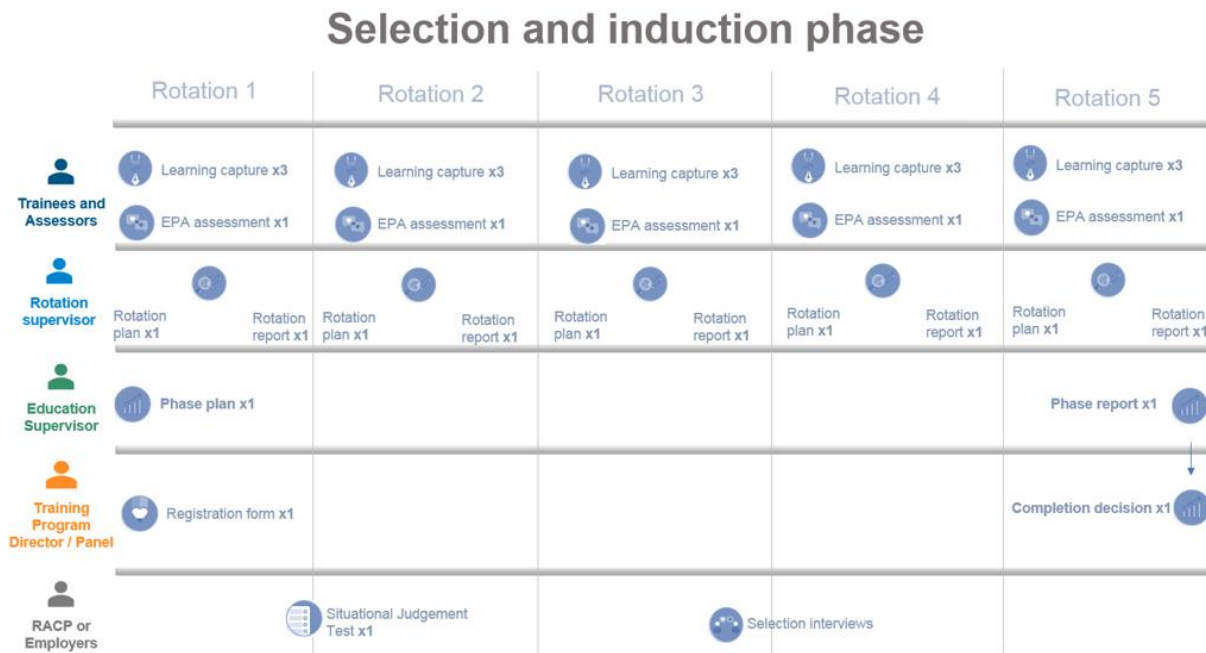 Selection and induction phase
Rotation 1
Rotation 2
Rotation 3
Rotation 4
Rotation 5
Trainees and
Assessors
Learning capture x3
Learning capture x3
Learning capture x3
Learning capture x3
Learning capture x3
EPA assessment x1
EPA assessment x1
EPA assessment x1
EPA assessment x1
EPA assessment x1
Rotation
supervisor
Rotation
plan x1
Rotation
report x1
Rotation
plan x1
Rotation
report x1
Rotation
plan x1
Rotation
report x1
Rotation
plan x1
Rotation
report x1
Rotation
plan x1
Rotation
report x1
Education
Supervisor
Phase plan x1
Phase report x1
Training
Program
Director / Panel
Registration form x1
Completion decision x1
RACP or
Employers
Situational Judgement
Test x1
Selection interviews